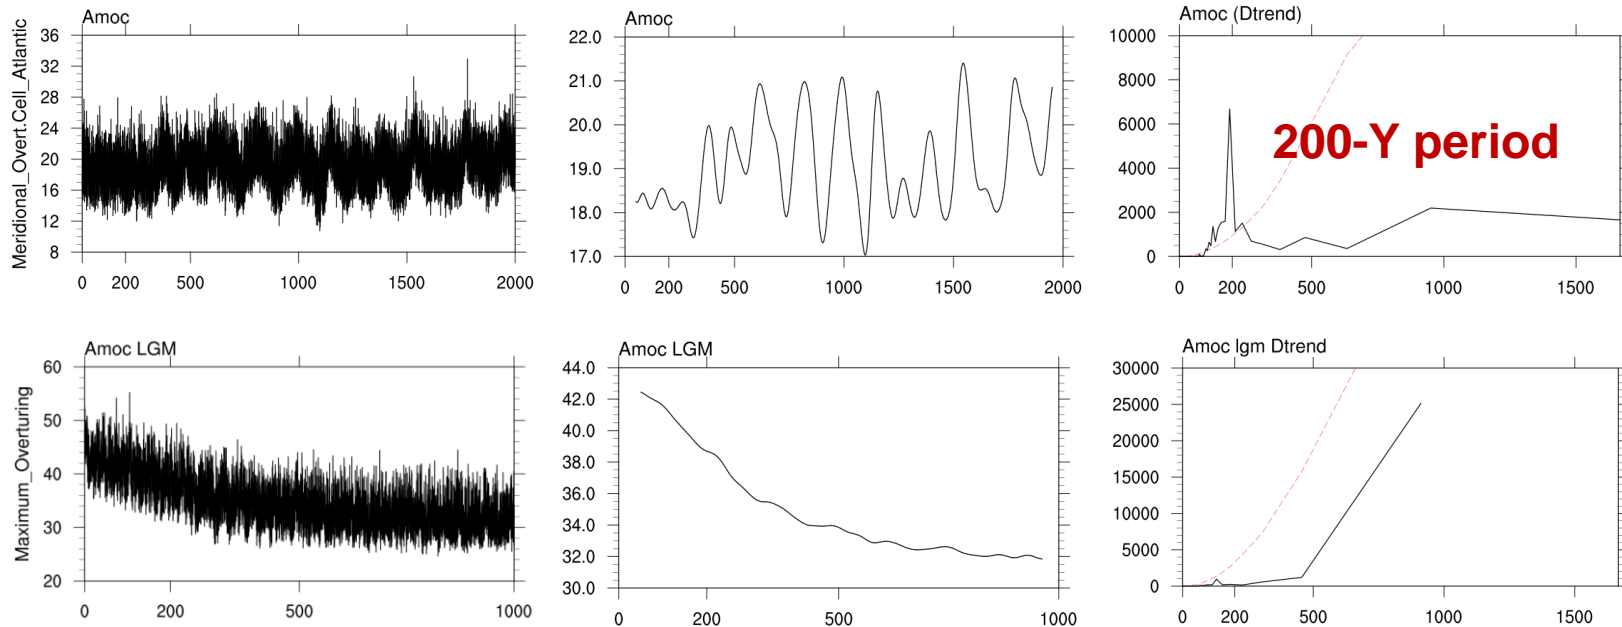 Amoc
36
32
28
24
20
16
12
8
Meridional_Overt.Cell_Atlantic
0 200 500 1000 1500 2000
Amoc
22.0
21.0
20.0
19.0
18.0
17.0
0 200 500 1000 1500 2000
Amoc (Dtrend)
10000
8000
6000
4000
2000
0
200-Y period
0 200 500 1000 1500
Amoc LGM
60
50
40
30
20
Maximum_Overturing
0 200 500 1000
Amoc LGM
44.0
42.0
40.0
38.0
36.0
34.0
32.0
30.0
0 200 500 1000
Amoc lgm Dtrend
30000
25000
20000
15000
10000
5000
0
0 200 500 1000 1500